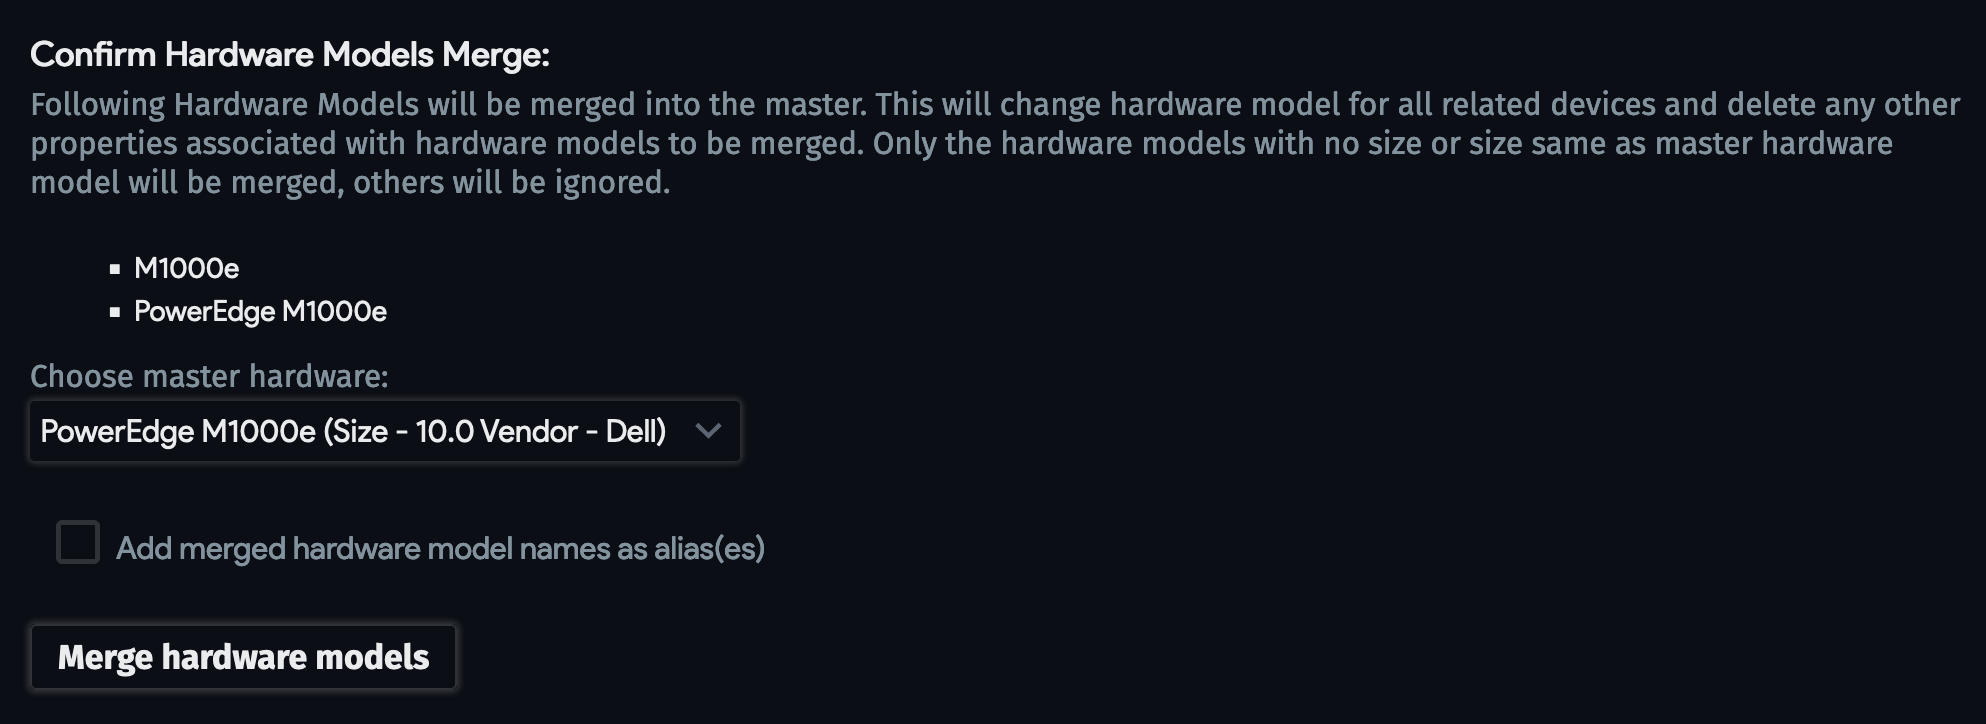 Confirm Hardware Models Merge:
Following Hardware Models will be merged into the master. This will change hardware model for all related devices and delete any other
properties associated with hardware models to be merged. Only the hardware models with no size or size same as master hardware
model will be merged, others will be ignored.
M1000e
PowerEdge M1000e
Choose master hardware:
PowerEdge M1000e (Size - 10.0 Vendor - Dell)
Add merged hardware model names as alias(es)
Merge hardware models